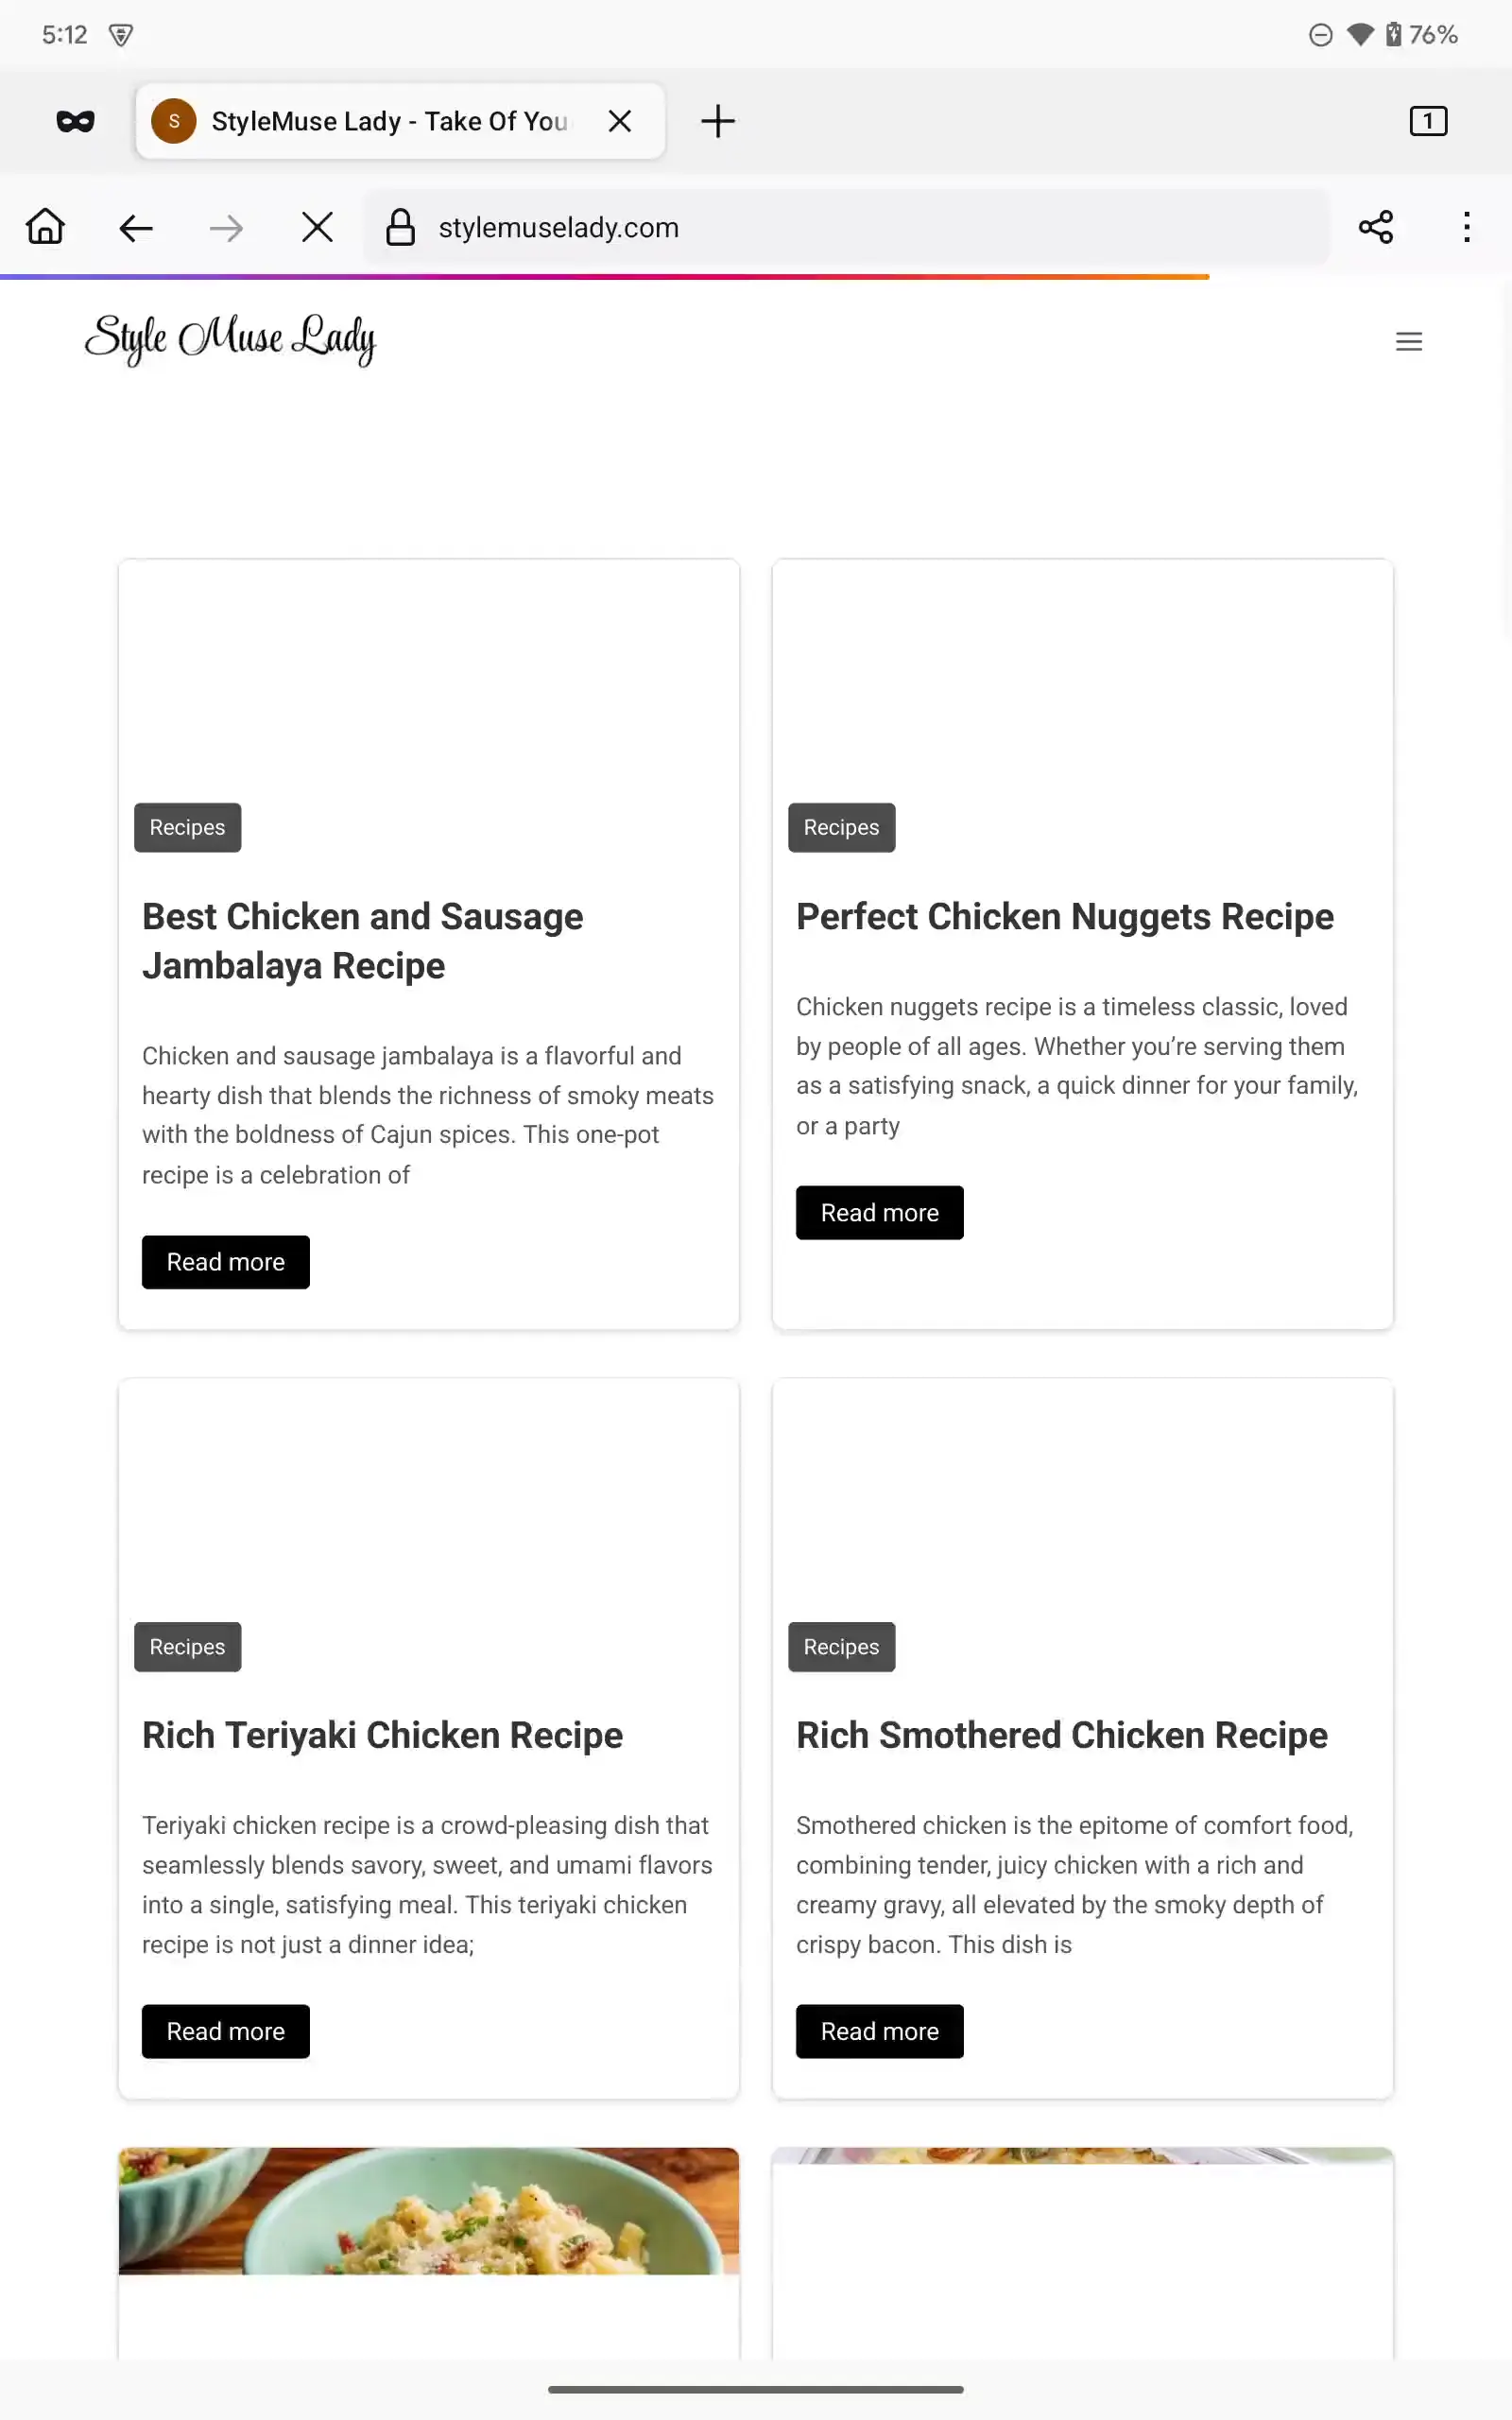 5:12
76%
S
StyleMuse Lady - Take Of You
1
stylemuselady.com
Style Muse Lady
Recipes
Best Chicken and Sausage
Jambalaya Recipe
Chicken and sausage jambalaya is a flavorful and
hearty dish that blends the richness of smoky meats
with the boldness of Cajun spices. This one-pot
recipe is a celebration of
Read more
Recipes
Perfect Chicken Nuggets Recipe
Chicken nuggets recipe is a timeless classic, loved
by people of all ages. Whether you’re serving them
as a satisfying snack, a quick dinner for your family,
or a party
Read more
Recipes
Rich Teriyaki Chicken Recipe
Teriyaki chicken recipe is a crowd-pleasing dish that
seamlessly blends savory, sweet, and umami flavors
into a single, satisfying meal. This teriyaki chicken
recipe is not just a dinner idea;
Read more
Recipes
Rich Smothered Chicken Recipe
Smothered chicken is the epitome of comfort food,
combining tender, juicy chicken with a rich and
creamy gravy, all elevated by the smoky depth of
crispy bacon. This dish is
Read more